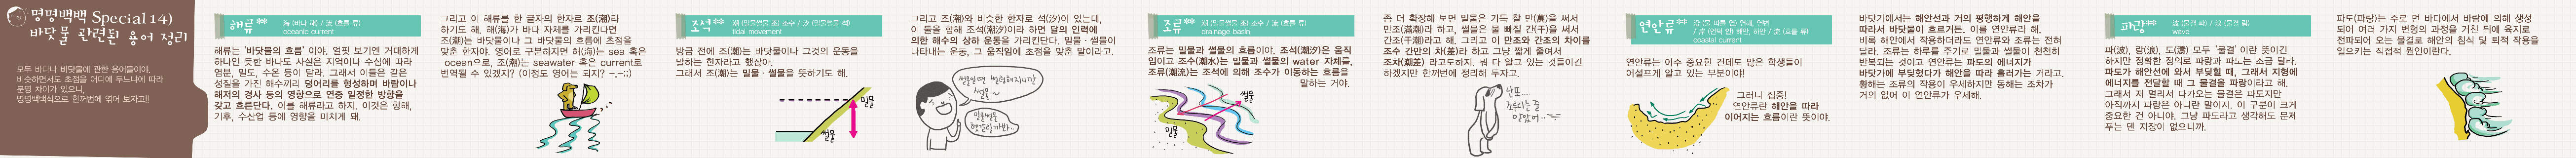 명명백백 Special 14)
바닷물 관련된 용어 정리
모두 바다나 바닷물에 관한 용어들이야.
비슷하면서도 초점을 어디에 두느냐에 따라
분명 차이가 있으니,
명명백백식으로 한꺼번에 엮어 보자고!!
해류 海 (바다 해) / 流 (흐를 류)
oceanic current
해류는 '바닷물의 흐름' 이야. 얼핏 보기엔 거대하게
하나인 듯한 바다도 사실은 지역이나 수심에 따라
염분, 밀도, 수온 등이 달라. 그래서 이들은 같은
성질을 가진 해수끼리 덩어리를 형성하며 바람이나
해저의 경사 등의 영향으로 연중 일정한 방향을
갖고 흐른단다. 이를 해류라고 하지. 이것은 항해,
기후, 수산업 등에 영향을 미치게 돼.
그리고 이 해류를 한 글자의 한자로 조(潮)라
하기도 해. 해(海)가 바다 자체를 가리킨다면
조(潮)는 바닷물이나 그 바닷물의 흐름에 초점을
맞춘 한자야. 영어로 구분하자면 해(海)는 sea 혹은
ocean으로, 조(潮)는 seawater 혹은 current로
번역될 수 있겠지? (이정도 영어는 되지? -.-;;)
조석 潮 (밀물썰물 조) 조수 / 汐 (밀물썰물 석)
tidal movement
방금 전에 조(潮)는 바닷물이나 그것의 운동을
말하는 한자라고 했잖아.
그래서 조(潮)는 밀물 · 썰물을 뜻하기도 해.
밀물
썰물
그리고 조(潮)와 비슷한 한자로 석(汐)이 있는데,
이 둘을 합해 조석(潮汐)이라 하면 달의 인력에
의한 해수의 상하 운동을 가리킨단다. 밀물 · 썰물이
나타내는 운동, 그 움직임에 초점을 맞춘 말이라고.
조류 潮 (밀물썰물 조) 조수 / 流 (흐를 류)
drainage basin
조류는 밀물과 썰물의 흐름이야. 조석(潮汐)은 움직
임이고 조수(潮水)는 밀물과 썰물의 water 자체를,
조류(潮流)는 조석에 의해 조수가 이동하는 흐름을
말하는 거야.
썰물
밀물
좀 더 확장해 보면 밀물은 가득 찰 만(滿)을 써서
만조(滿潮)라 하고, 썰물은 물 빠질 간(干)을 써서
간조(干潮)라고 해. 그리고 이 만조와 간조의 차이를
조수 간만의 차(差)라 하고 그냥 짧게 줄여서
조차(潮差) 라고도하지. 뭐 다 알고 있는 것들이긴
하겠지만 한꺼번에 정리해 두자고.
연안류 沿 (물 따를 연) 연해, 연변
/ 岸 (언덕 안) 해안, 하안 / 流 (흐를 류)
coastal current
연안류는 아주 중요한 건데도 많은 학생들이
어설프게 알고 있는 부분이야!
그러니 집중!
연안류란 해안을 따라
이어지는 흐름이란 뜻이야.
바닷가에서는 해안선과 거의 평행하게 해안을
따라서 바닷물이 흐르거든. 이를 연안류라 해.
비록 해안에서 작용하더라도 연안류와 조류는 전혀
달라. 조류는 하루를 주기로 밀물과 썰물이 천천히
반복되는 것이고 연안류는 파도의 에너지가
바닷가에 부딪혔다가 해안을 따라 흘러가는 거라고.
황해는 조류의 작용이 우세하지만 동해는 조차가
거의 없어 이 연안류가 우세해.
파랑 波 (물결 파) / 浪 (물결 랑)
wave
파(波), 랑(浪), 도(濤) 모두 '물결' 이란 뜻이긴
하지만 정확한 정의로 파랑과 파도는 조금 달라.
파도가 해안선에 와서 부딪힐 때, 그래서 지형에
에너지를 전달할 때 그 물결을 파랑이라고 해.
그래서 저 멀리서 다가오는 물결은 파도지만
아직까지 파랑은 아니란 말이지. 이 구분이 크게
중요한 건 아니야. 그냥 파도라고 생각해도 문제
푸는 덴 지장이 없으니까.
파도(파랑)는 주로 먼 바다에서 바람에 의해 생성
되어 여러 가지 변형의 과정을 거친 뒤에 육지로
전파되어 오는 물결로 해안의 침식 및 퇴적 작용을
일으키는 직접적 원인이란다.